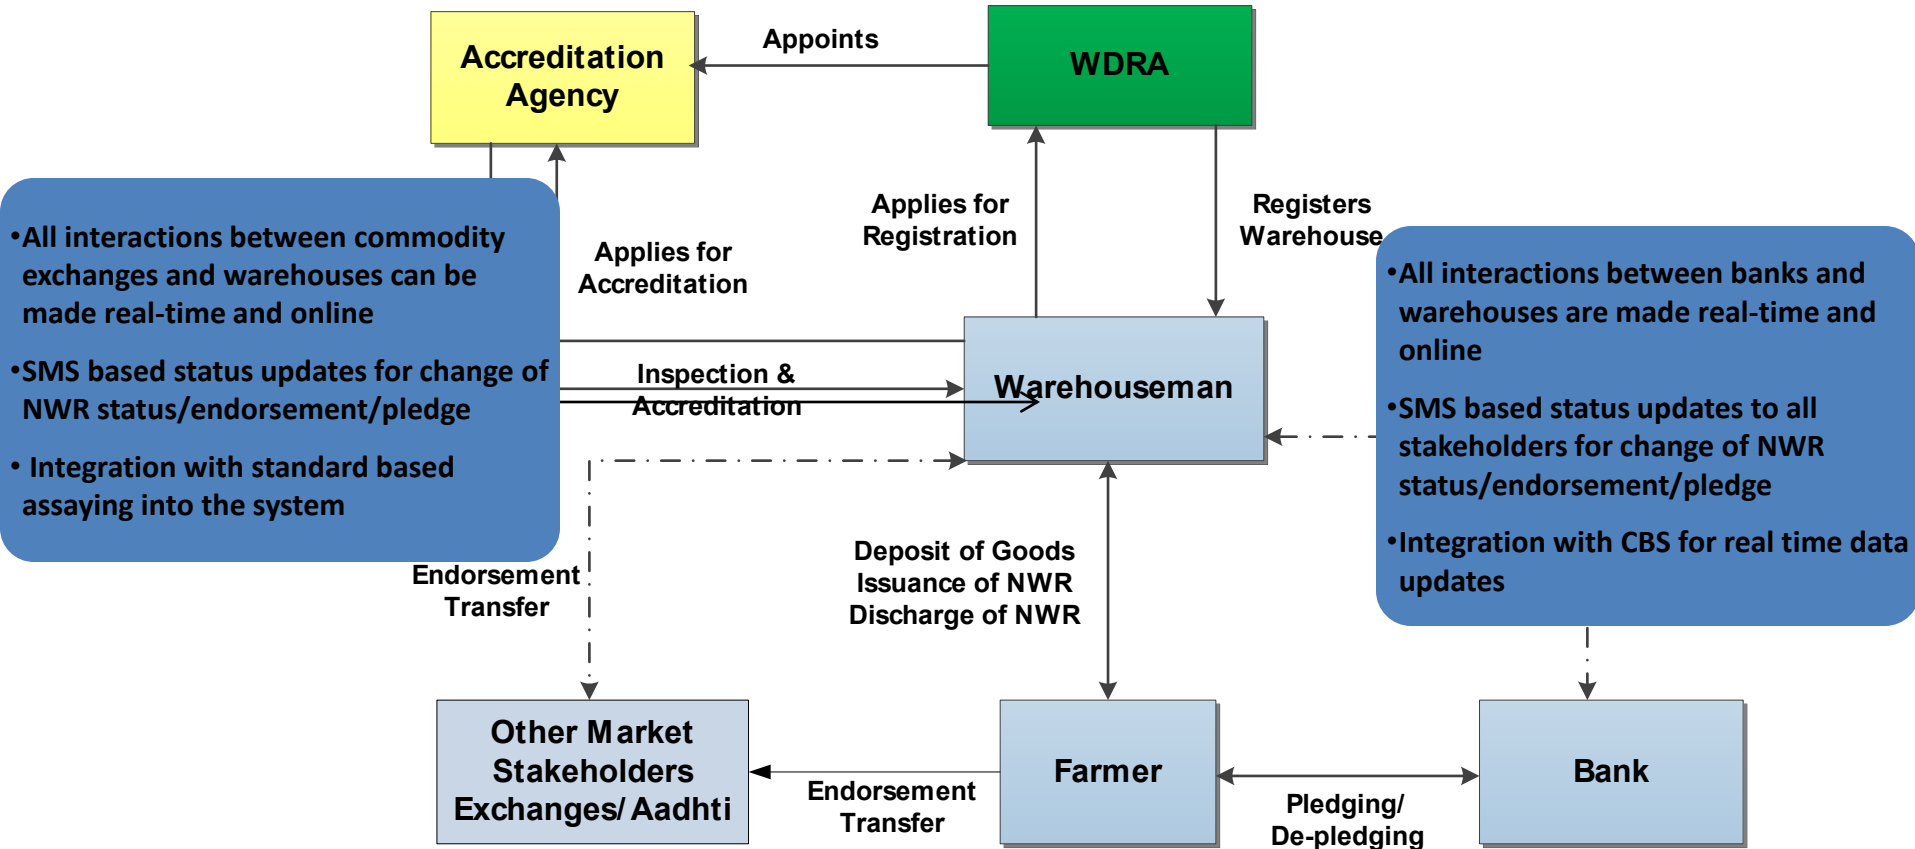 Accreditation
Agency
Appoints
WDRA
•All interactions between commodity
exchanges and warehouses can be
made real-time and online
•SMS based status updates for change of
NWR status/endorsement/pledge
• Integration with standard based
assaying into the system
Applies for
Accreditation
Applies for
Registration
Registers
Warehouse
•All interactions between banks and
warehouses are made real-time and
online
•SMS based status updates to all
stakeholders for change of NWR
status/endorsement/pledge
•Integration with CBS for real time data
updates
Inspection &
Accreditation
Warehouseman
Endorsement
Transfer
Deposit of Goods
Issuance of NWR
Discharge of NWR
Other Market
Stakeholders
Exchanges/ Aadhti
Endorsement
Transfer
Farmer
Pledging/
De-pledging
Bank